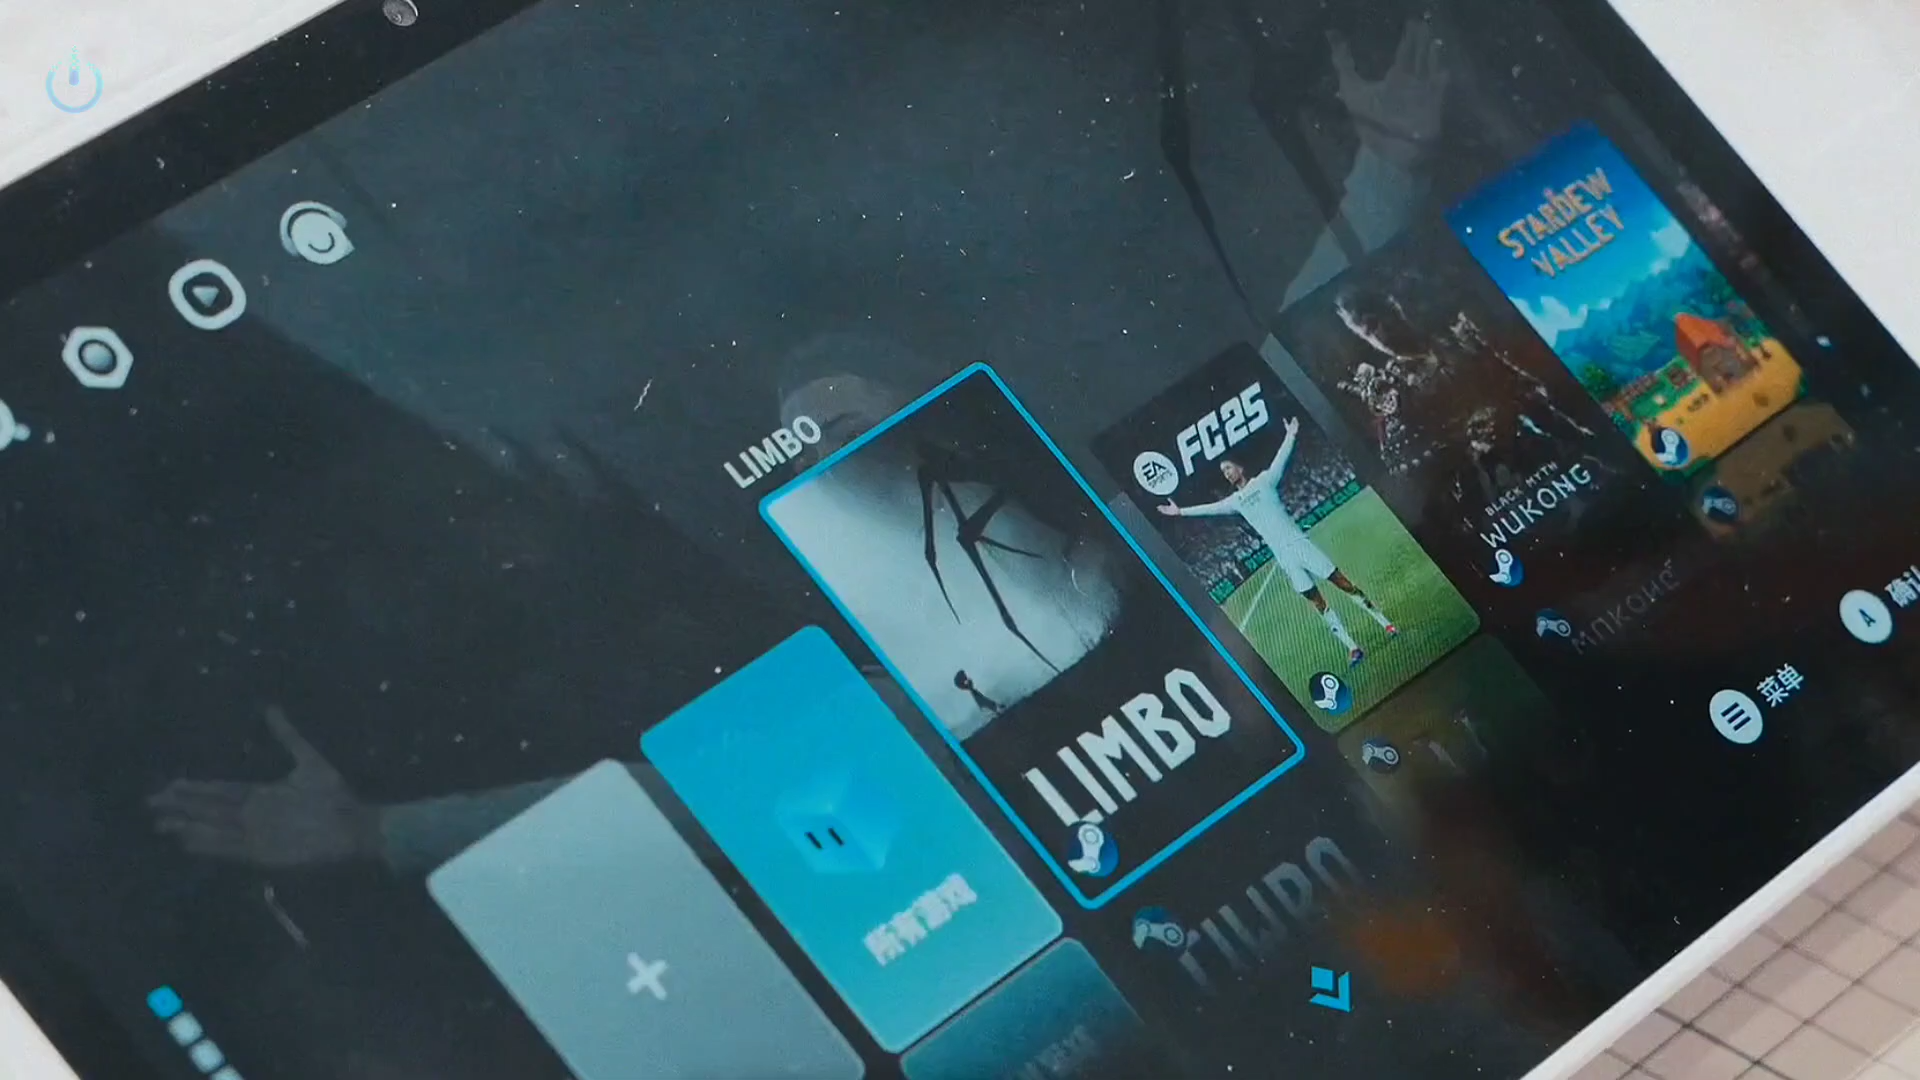 LIMBO
LIMBO
所有游戏
EA
SPORTS
FC25
BLACK MYTH
WUKONG
STARDEW
VALLEY
菜单
A